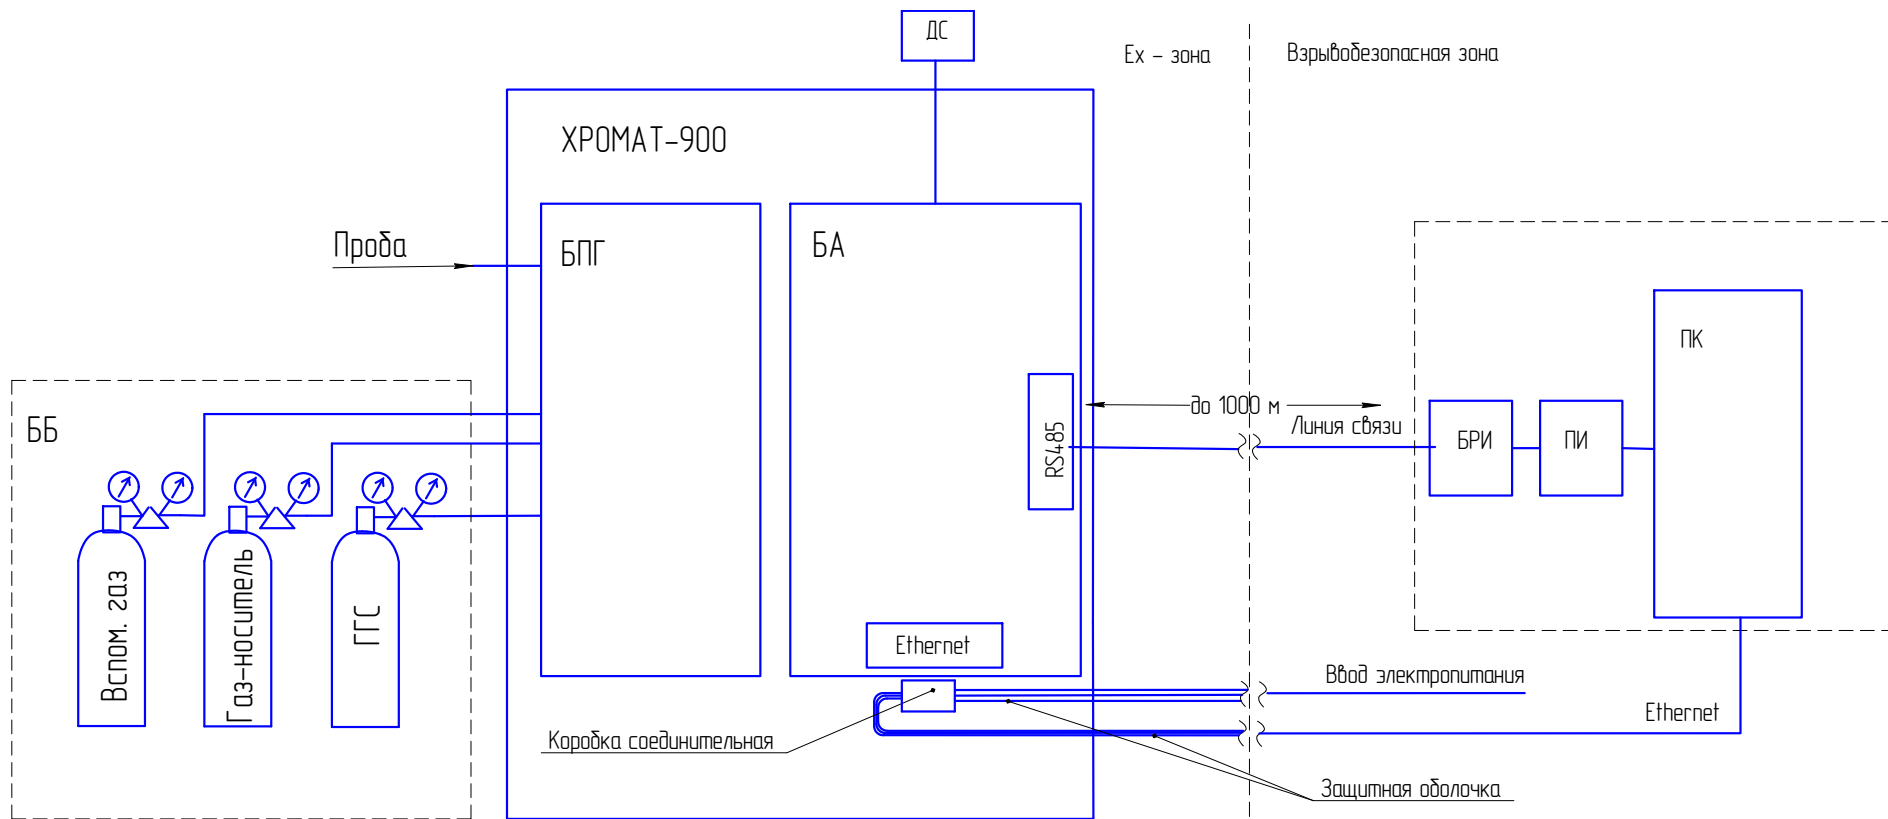 ДС
Ex - зона
Взрывобезопасная зона
ХРОМАТ-900
Проба
БПГ
БА
ПК
до 1000 м
ББ
Линия связи
RS485
БРИ
ПИ
Вспом. газ
Газ-носитель
ГГС
Ethernet
Ввод электропитания
Ethernet
Коробка соединительная
Защитная оболочка